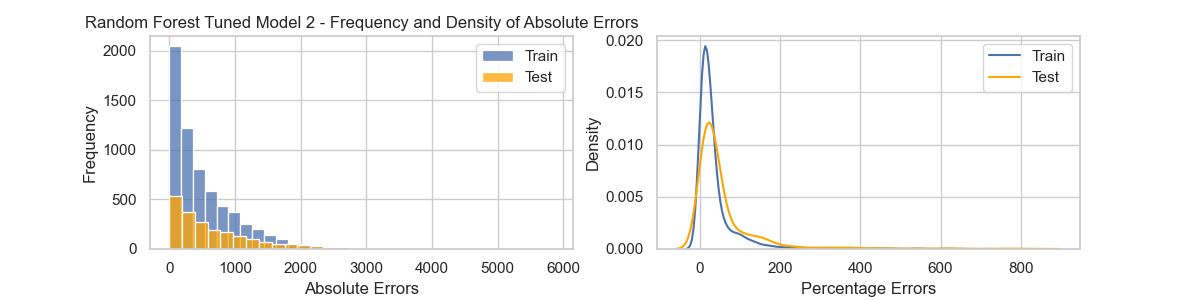 Random Forest Tuned Model 2 - Frequency and Density of Absolute Errors
2000
1500
1000
500
0
Frequency
0
1000
2000
3000
4000
5000
6000
Absolute Errors
Train
Test
0.020
0.015
0.010
0.005
0.000
Density
0
200
400
600
800
Percentage Errors
Train
Test